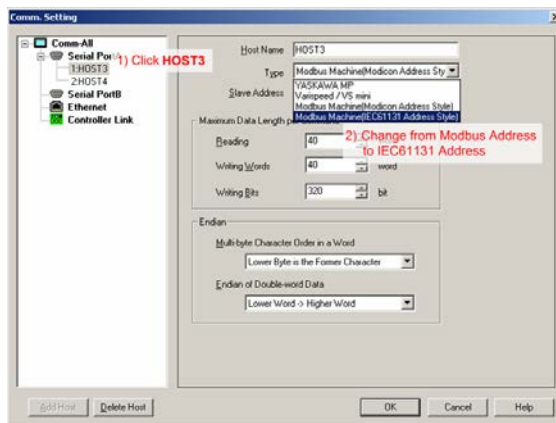 Comm. Setting
Comm-All
Serial PortA
1:HOST3
2:HOST4
Serial PortB
Ethernet
Controller Link
1) Click HOST3
Host Name HOST3
Type Modbus Machine(Modicon Address Sty
YASKAWA MP
Varispeed / VS mini
Modbus Machine(Modicon Address Style)
Modbus Machine(IEC61131 Address Style)
Slave Address
2) Change from Modbus Address
to IEC61131 Address
Maximum Data Length
Reading 40
Writing Words 40 word
Writing Bits 320 bit
Endian
Multi-byte Character Order in a Word
Lower Byte is the Former Character
Endian of Double-word Data
Lower Word -> Higher Word
Add Host Delete Host OK Cancel Help